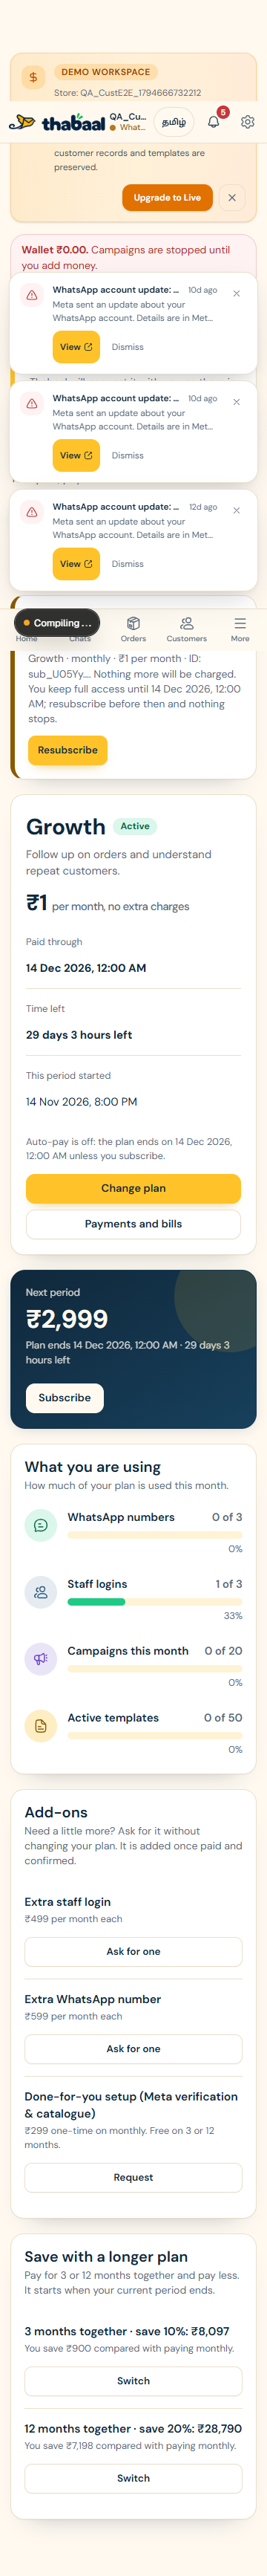 DEMO WORKSPACE
Store: QA_CustE2E_1794666732212
thabaal
QA_Cu...
What...
தமிழ்
5
customer records and templates are
preserved.
Upgrade to Live
Wallet ₹0.00. Campaigns are stopped until
you add money.
WhatsApp account update: ... 10d ago
Meta sent an update about your
WhatsApp account. Details are in Met...
View
Dismiss
WhatsApp account update: ... 10d ago
Meta sent an update about your
WhatsApp account. Details are in Met...
View
Dismiss
WhatsApp account update: ... 12d ago
Meta sent an update about your
WhatsApp account. Details are in Met...
View
Dismiss
Compiling ...
Home
Chats
Orders
Customers
More
Growth · monthly · ₹1 per month · ID:
sub_U05Yy.... Nothing more will be charged.
You keep full access until 14 Dec 2026, 12:00
AM; resubscribe before then and nothing
stops.
Resubscribe
Growth Active
Follow up on orders and understand
repeat customers.
₹1 per month, no extra charges
Paid through
14 Dec 2026, 12:00 AM
Time left
29 days 3 hours left
This period started
14 Nov 2026, 8:00 PM
Auto-pay is off: the plan ends on 14 Dec 2026,
12:00 AM unless you subscribe.
Change plan
Payments and bills
Next period
₹2,999
Plan ends 14 Dec 2026, 12:00 AM · 29 days 3
hours left
Subscribe
What you are using
How much of your plan is used this month.
WhatsApp numbers 0 of 3
0%
Staff logins 1 of 3
33%
Campaigns this month 0 of 20
0%
Active templates 0 of 50
0%
Add-ons
Need a little more? Ask for it without
changing your plan. It is added once paid and
confirmed.
Extra staff login
₹499 per month each
Ask for one
Extra WhatsApp number
₹599 per month each
Ask for one
Done-for-you setup (Meta verification
& catalogue)
₹299 one-time on monthly. Free on 3 or 12
months.
Request
Save with a longer plan
Pay for 3 or 12 months together and pay less.
It starts when your current period ends.
3 months together · save 10%: ₹8,097
You save ₹900 compared with paying monthly.
Switch
12 months together · save 20%: ₹28,790
You save ₹7,198 compared with paying monthly.
Switch